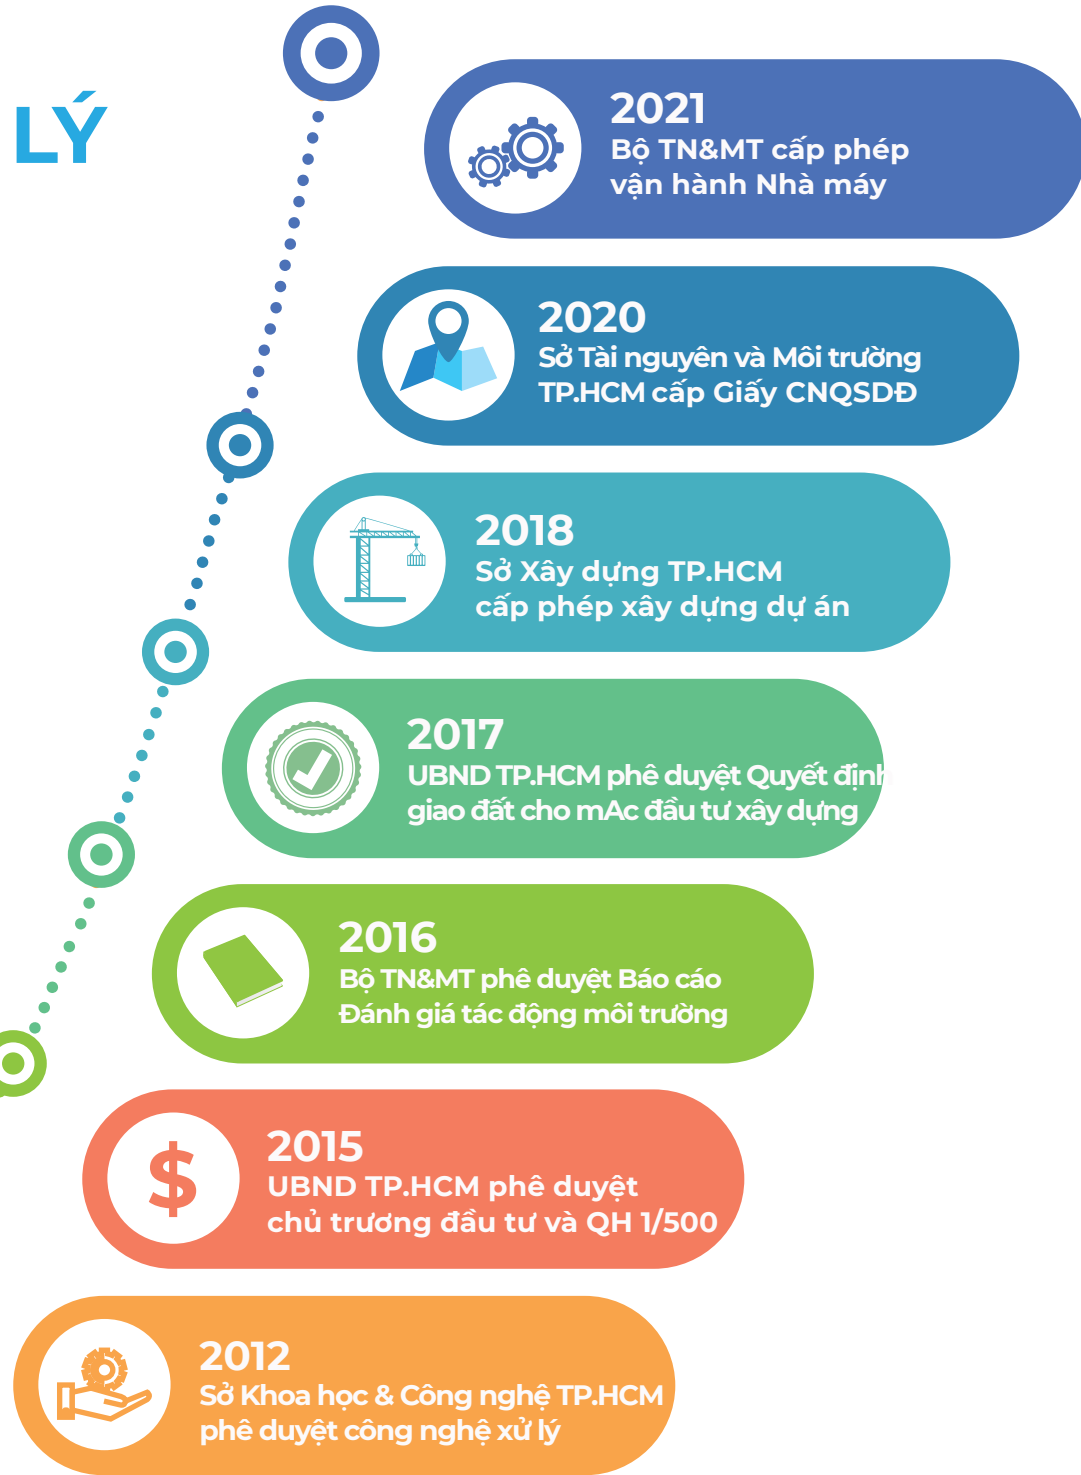 LÝ
2021
Bộ TN&MT cấp phép
vận hành Nhà máy
2020
Sở Tài nguyên và Môi trường
TP.HCM cấp Giấy CNQSDĐ
2018
Sở Xây dựng TP.HCM
cấp phép xây dựng dự án
2017
UBND TP.HCM phê duyệt Quyết định
giao đất cho mAc đầu tư xây dựng
2016
Bộ TN&MT phê duyệt Báo cáo
Đánh giá tác động môi trường
2015
UBND TP.HCM phê duyệt
chủ trương đầu tư và QH 1/500
$
2012
Sở Khoa học & Công nghệ TP.HCM
phê duyệt công nghệ xử lý